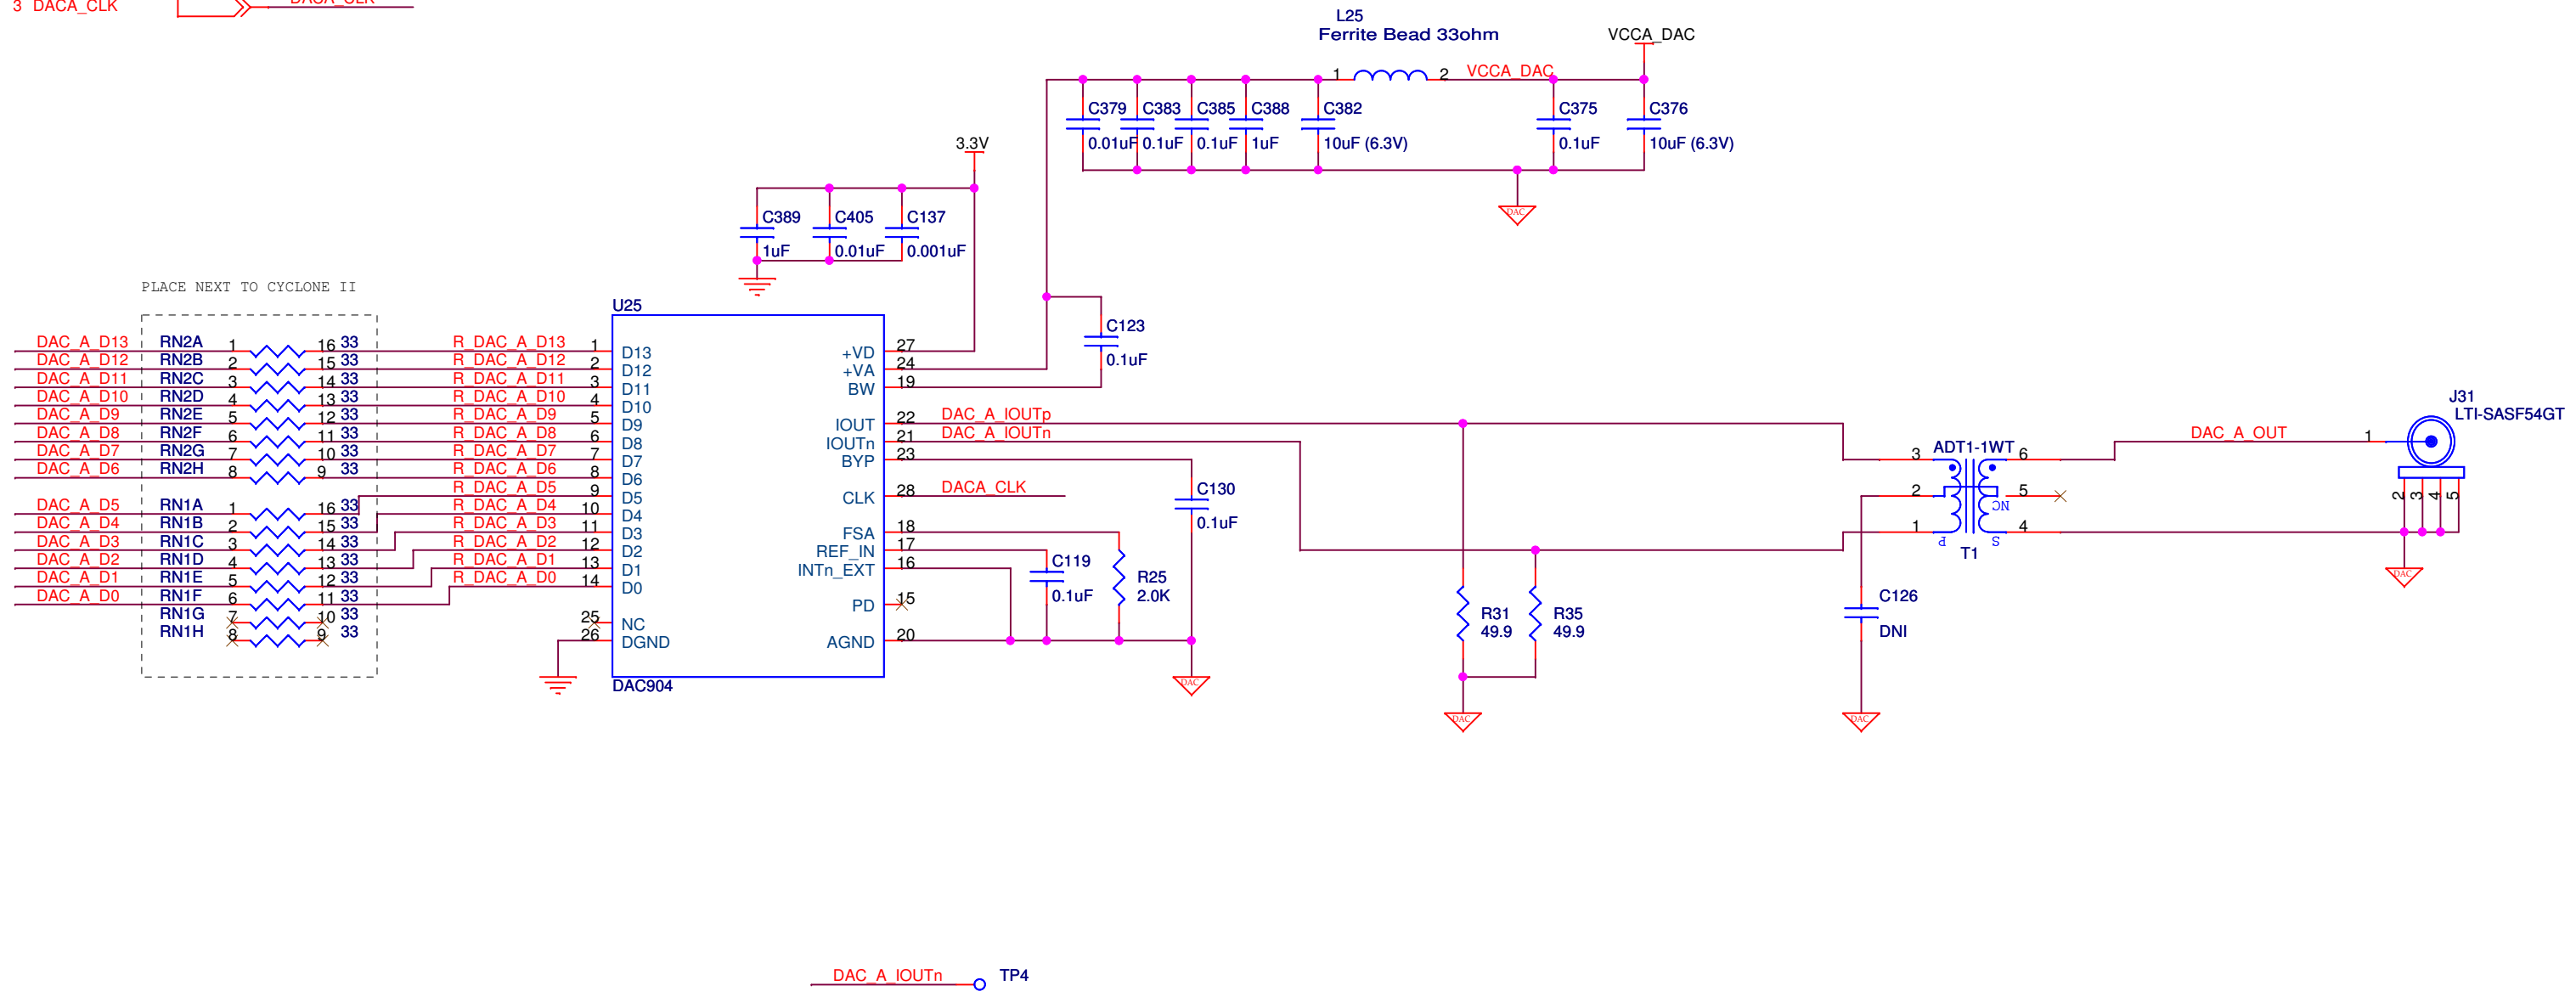 3 DACA_CLK
DACA_CLK
L25
Ferrite Bead 33ohm
VCCA_DAC
1
2
VCCA_DAC
C379
0.01uF
C383
0.1uF
C385
0.1uF
C388
1uF
C382
10uF (6.3V)
C375
0.1uF
C376
10uF (6.3V)
DAC
3.3V
C389
1uF
C405
0.01uF
C137
0.001uF
PLACE NEXT TO CYCLONE II
DAC_A_D13 RN2A 1 16 33 R_DAC_A_D13 1 D13
DAC_A_D12 RN2B 2 15 33 R_DAC_A_D12 2 D12
DAC_A_D11 RN2C 3 14 33 R_DAC_A_D11 3 D11
DAC_A_D10 RN2D 4 13 33 R_DAC_A_D10 4 D10
DAC_A_D9 RN2E 5 12 33 R_DAC_A_D9 5 D9
DAC_A_D8 RN2F 6 11 33 R_DAC_A_D8 6 D8
DAC_A_D7 RN2G 7 10 33 R_DAC_A_D7 7 D7
DAC_A_D6 RN2H 8 9 33 R_DAC_A_D6 8 D6
R_DAC_A_D5 9 D5
DAC_A_D5 RN1A 1 16 33 R_DAC_A_D4 10 D4
DAC_A_D4 RN1B 2 15 33 R_DAC_A_D3 11 D3
DAC_A_D3 RN1C 3 14 33 R_DAC_A_D2 12 D2
DAC_A_D2 RN1D 4 13 33 R_DAC_A_D1 13 D1
DAC_A_D1 RN1E 5 12 33 R_DAC_A_D0 14 D0
DAC_A_D0 RN1F 6 11 33
RN1G 7 10 33 25 NC
RN1H 8 9 33 26 DGND
U25
+VD 27
+VA 24
BW 19
IOUT 22 DAC_A_IOUTp
IOUTn 21 DAC_A_IOUTn
BYP 23
CLK 28 DACA_CLK
FSA 18
REF_IN 17
INTn_EXT 16
PD 15
AGND 20
DAC904
C123
0.1uF
C130
0.1uF
C119
0.1uF
R25
2.0K
DAC
R31
49.9
R35
49.9
DAC
ADT1-1WT
3
2
1
6
5
4
NC
P
S
T1
C126
DNI
DAC
DAC_A_OUT
1
J31
LTI-SASF54GT
2
3
4
5
DAC
DAC_A_IOUTn
TP4